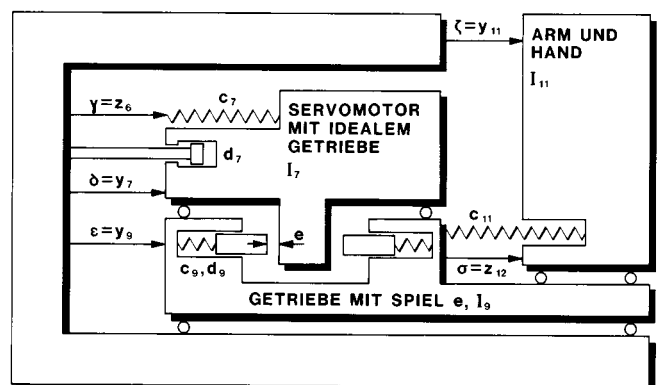 ζ=y₁₁
ARM UND
HAND
I₁₁
γ=z₆
c₇
SERVOMOTOR
MIT IDEALEM
GETRIEBE
I₇
d₇
δ=y₇
ε=y₉
e
c₉,d₉
c₁₁
σ=z₁₂
GETRIEBE MIT SPIEL e, I₉